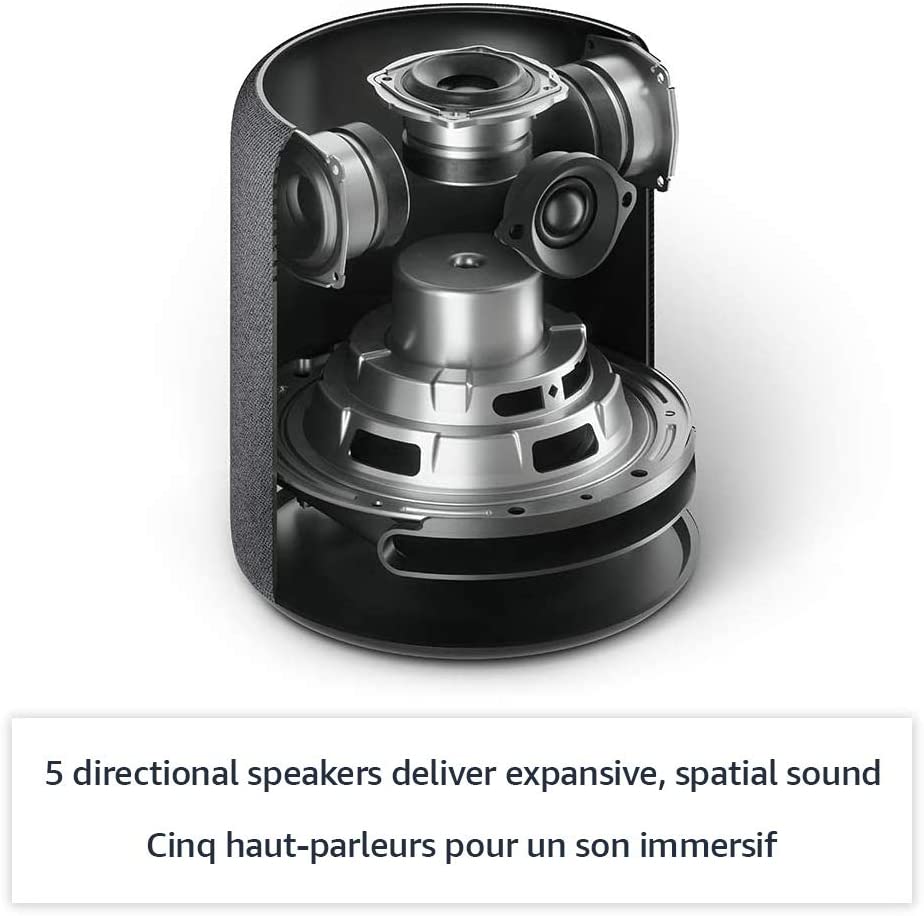 5 directional speakers deliver expansive, spatial sound
Cinq haut-parleurs pour un son immersif